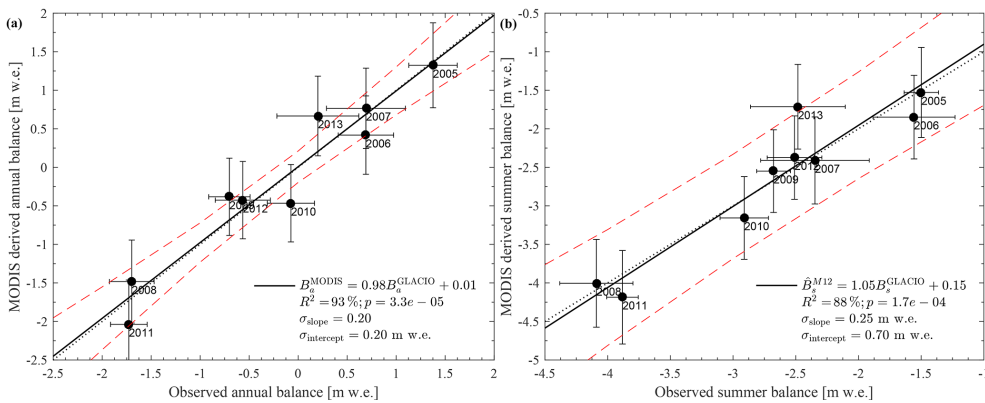 (a)
2
1.5
1
0.5
0
-0.5
-1
-1.5
-2
-2.5
MODIS derived annual balance [m w.e.]
2005
2007
2013
2006
2012
2010
2008
2011
B_a^MODIS = 0.98B_a^GLACIO + 0.01
R² = 93 %; p = 3.3e − 05
σ_slope = 0.20
σ_intercept = 0.20 m w.e.
-2.5 -2 -1.5 -1 -0.5 0 0.5 1 1.5 2
Observed annual balance [m w.e.]
(b)
-0.5
-1
-1.5
-2
-2.5
-3
-3.5
-4
-4.5
-5
MODIS derived summer balance [m w.e.]
2005
2013
2006
2007
2009
2010
2008
2011
B̂_s^M12 = 1.05B_s^GLACIO + 0.15
R² = 88 %; p = 1.7e − 04
σ_slope = 0.25 m w.e.
σ_intercept = 0.70 m w.e.
-4.5 -4 -3.5 -3 -2.5 -2 -1.5 -1
Observed summer balance [m w.e.]